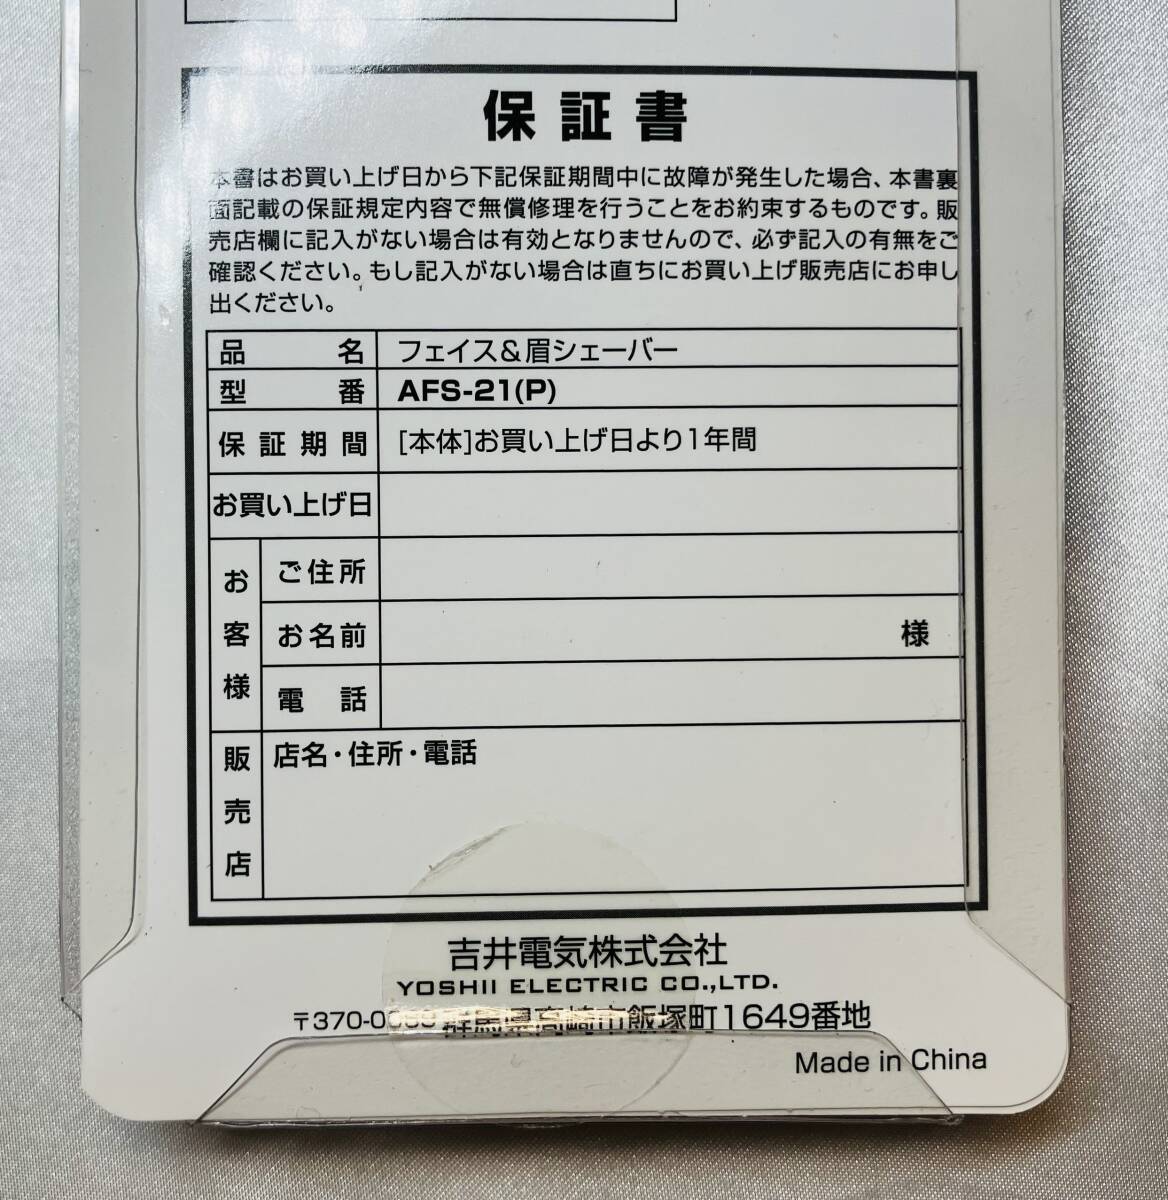 保証書
本書はお買い上げ日から下記保証期間中に故障が発生した場合、本書裏
面記載の保証規定内容で無償修理を行うことをお約束するものです。販
売店欄に記入がない場合は有効となりませんので、必ず記入の有無をご
確認ください。もし記入がない場合は直ちにお買い上げ販売店にお申し
出ください。
品名 フェイス&眉シェーバー
型番 AFS-21(P)
保証期間 [本体]お買い上げ日より1年間
お買い上げ日
お客様
ご住所
お名前 様
電話
販売店
店名・住所・電話
吉井電気株式会社
YOSHII ELECTRIC CO.,LTD.
群馬県高崎市飯塚町1649番地
Made in China